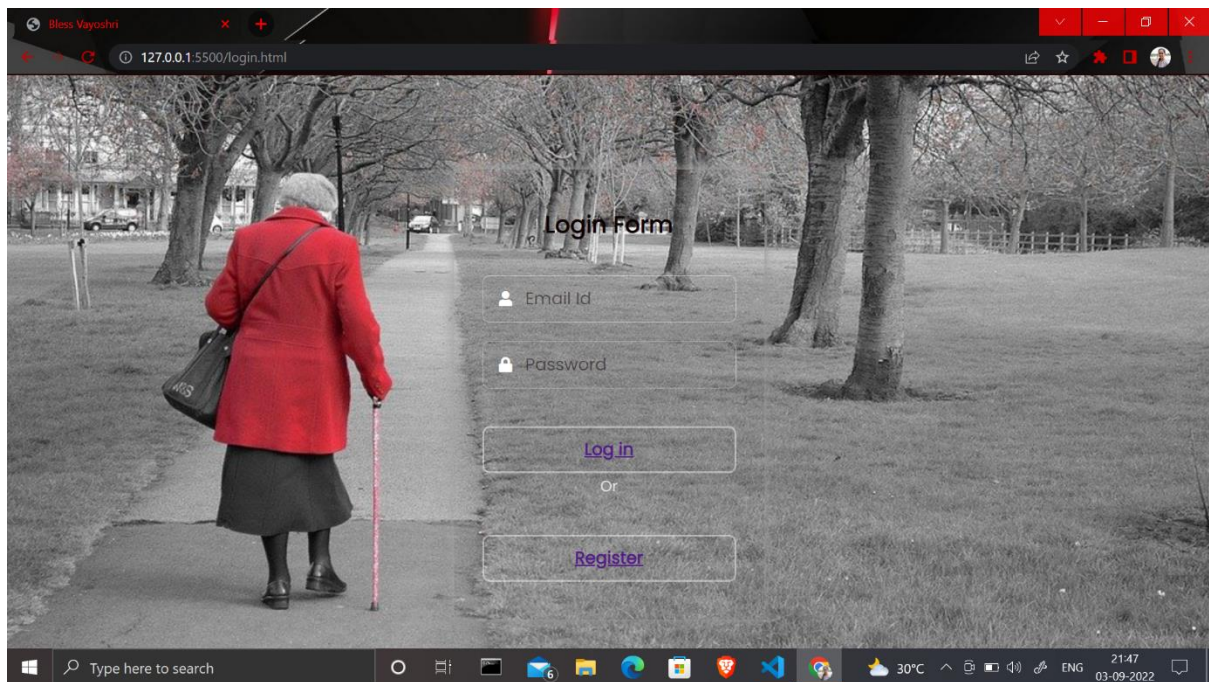 Bless Vayoshri
127.0.0.1:5500/login.html
Login Form
Email Id
Password
Log in
Or
Register
M&S
Type here to search
6
30°C
ENG
21:47
03-09-2022